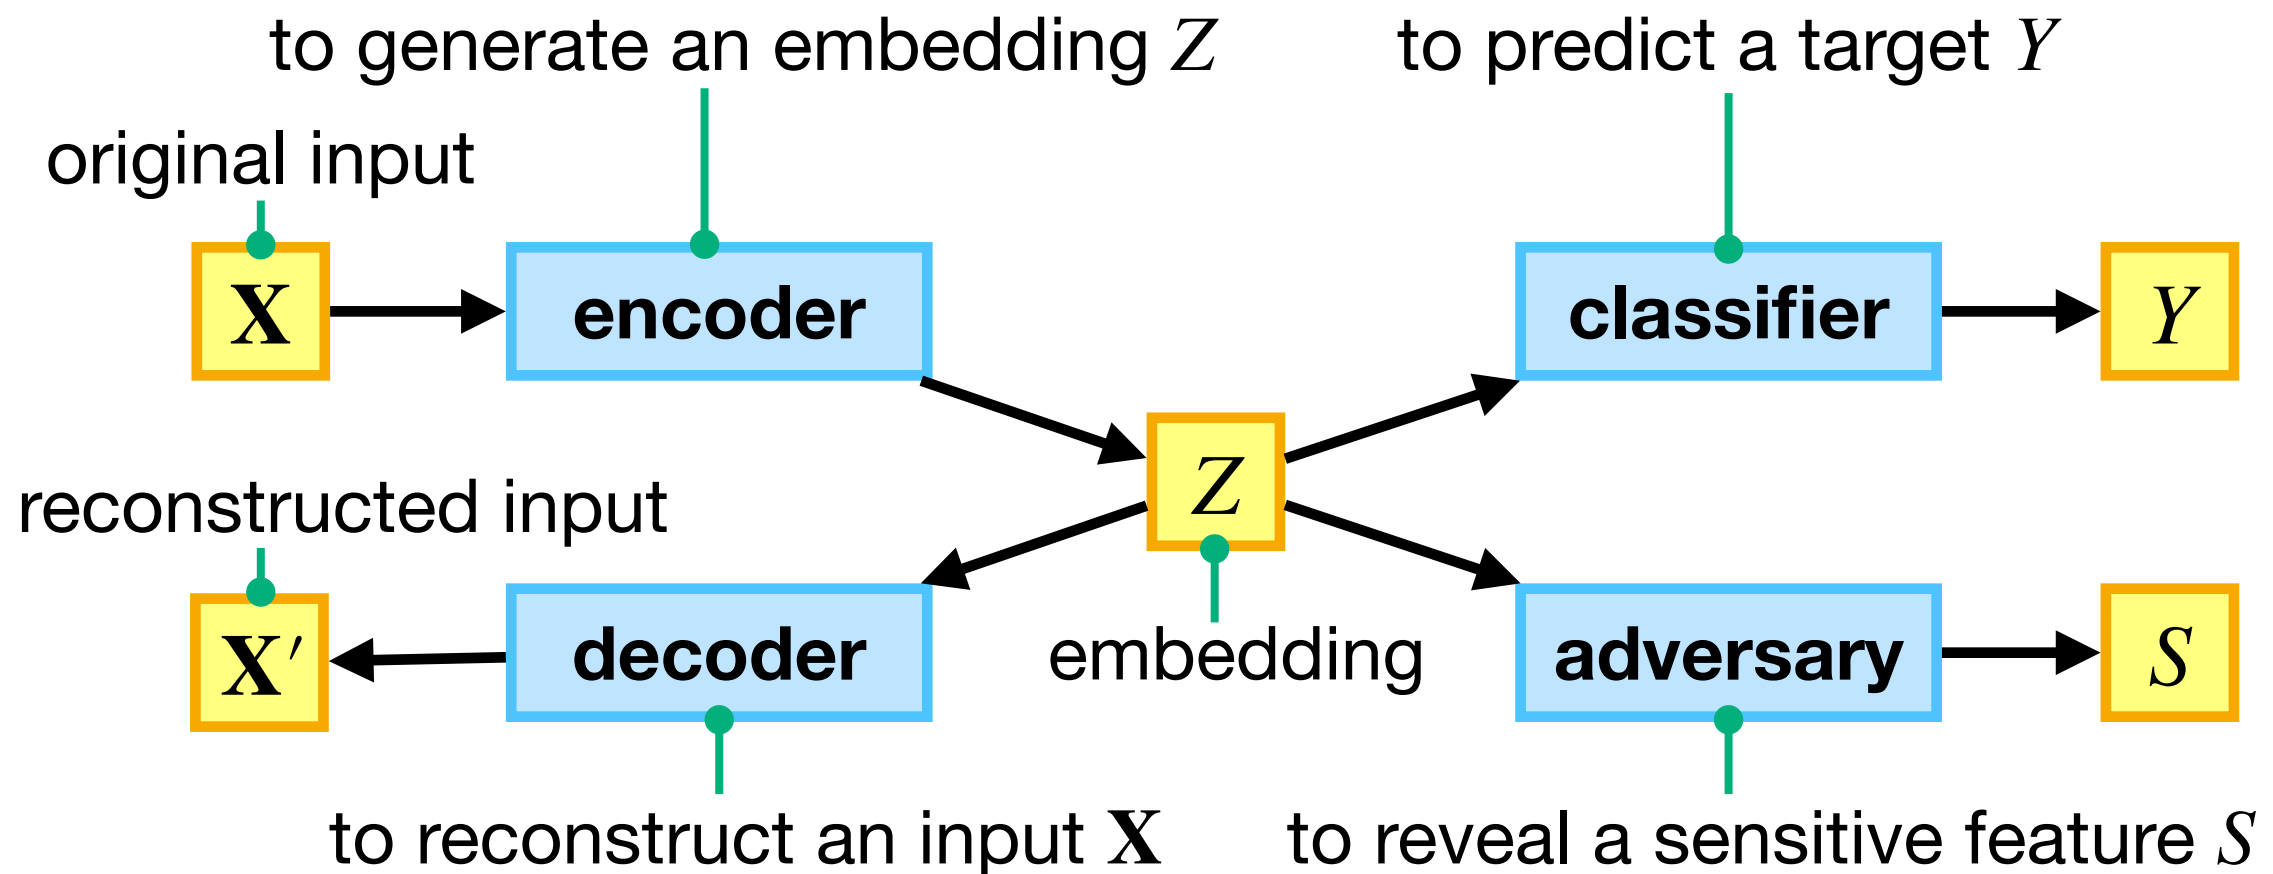 to generate an embedding Z
to predict a target Y
original input
X
encoder
classifier
Y
Z
reconstructed input
X′
decoder
embedding
adversary
S
to reconstruct an input X
to reveal a sensitive feature S